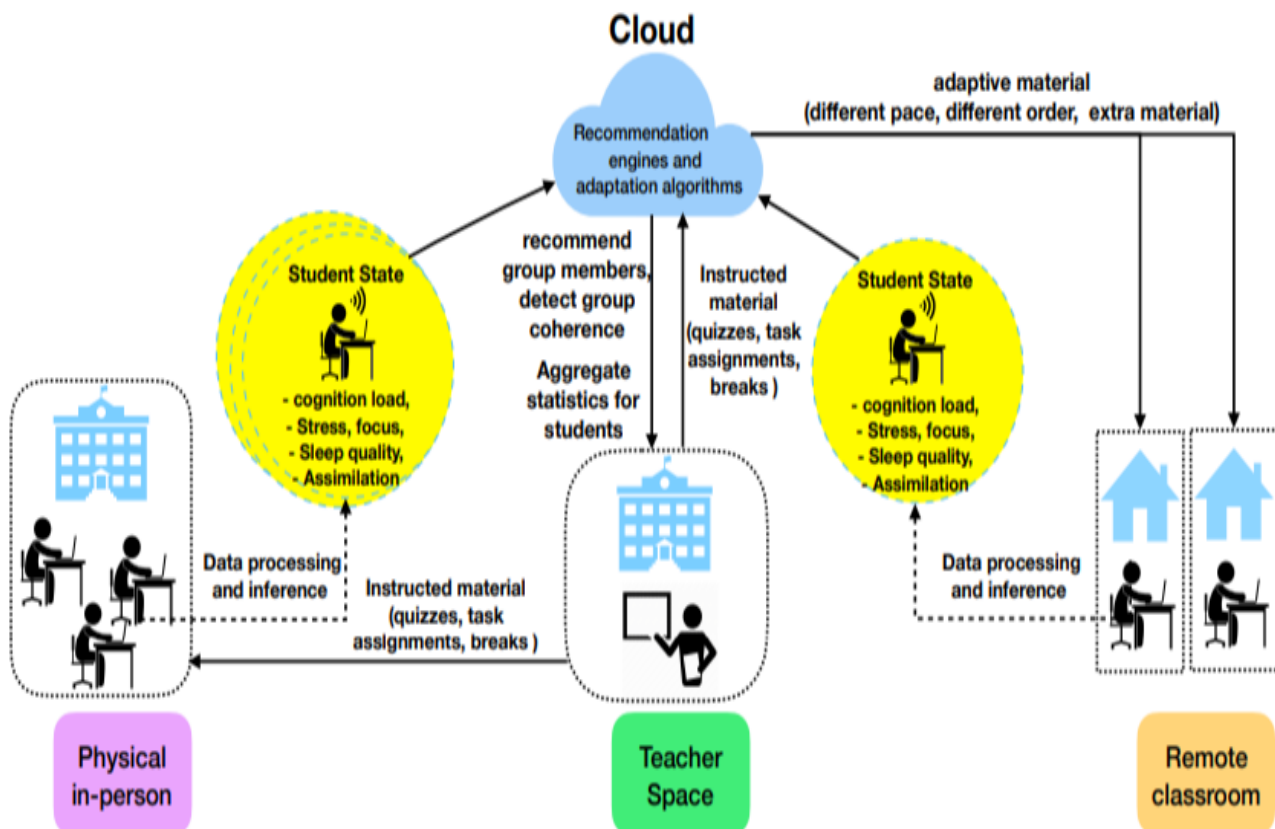 Cloud
adaptive material
(different pace, different order, extra material)
Recommendation
engines and
adaptation algorithms
recommend
group members,
detect group
coherence
Aggregate
statistics for
students
Instructed
material
(quizzes, task
assignments,
breaks )
Student State
- cognition load,
- Stress, focus,
- Sleep quality,
- Assimilation
Student State
- cognition load,
- Stress, focus,
- Sleep quality,
- Assimilation
Data processing
and inference
Instructed material
(quizzes, task
assignments, breaks )
Data processing
and inference
Physical
in-person
Teacher
Space
Remote
classroom